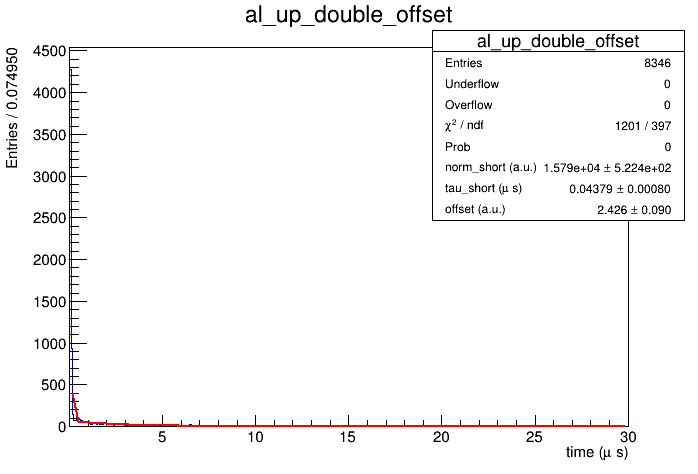 al_up_double_offset
al_up_double_offset
Entries 8346
Underflow 0
Overflow 0
χ² / ndf 1201 / 397
Prob 0
norm_short (a.u.) 1.579e+04 ± 5.224e+02
tau_short (μ s) 0.04379 ± 0.00080
offset (a.u.) 2.426 ± 0.090
Entries / 0.074950
4500
4000
3500
3000
2500
2000
1500
1000
500
0
5 10 15 20 25 30
time (μ s)